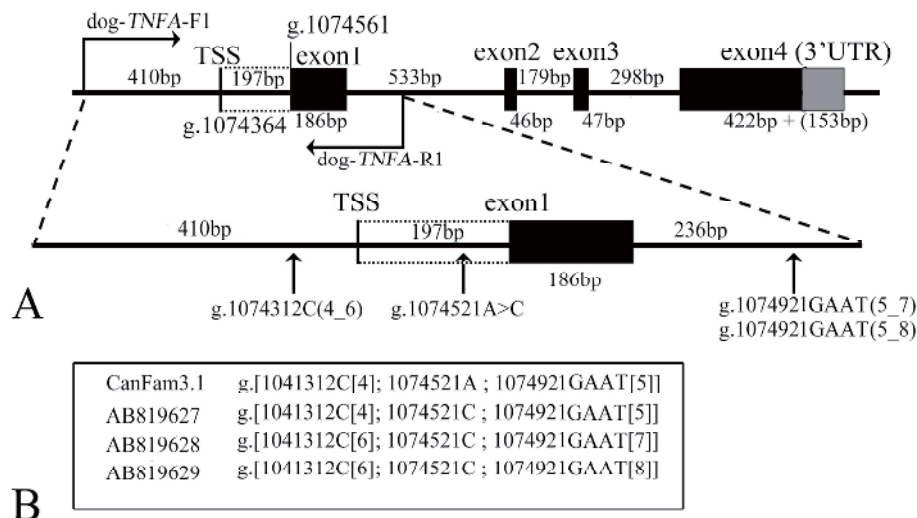 dog-TNFA-F1
g.1074561
TSS
exon1
exon2
exon3
exon4 (3'UTR)
410bp
197bp
533bp
179bp
298bp
g.1074364
186bp
46bp
47bp
422bp + (153bp)
dog-TNFA-R1
TSS
exon1
410bp
197bp
236bp
186bp
g.1074312C(4_6)
g.1074521A>C
g.1074921GAAT(5_7)
g.1074921GAAT(5_8)
A
CanFam3.1 g.[1041312C[4]; 1074521A ; 1074921GAAT[5]]
AB819627 g.[1041312C[4]; 1074521C ; 1074921GAAT[5]]
AB819628 g.[1041312C[6]; 1074521C ; 1074921GAAT[7]]
AB819629 g.[1041312C[6]; 1074521C ; 1074921GAAT[8]]
B